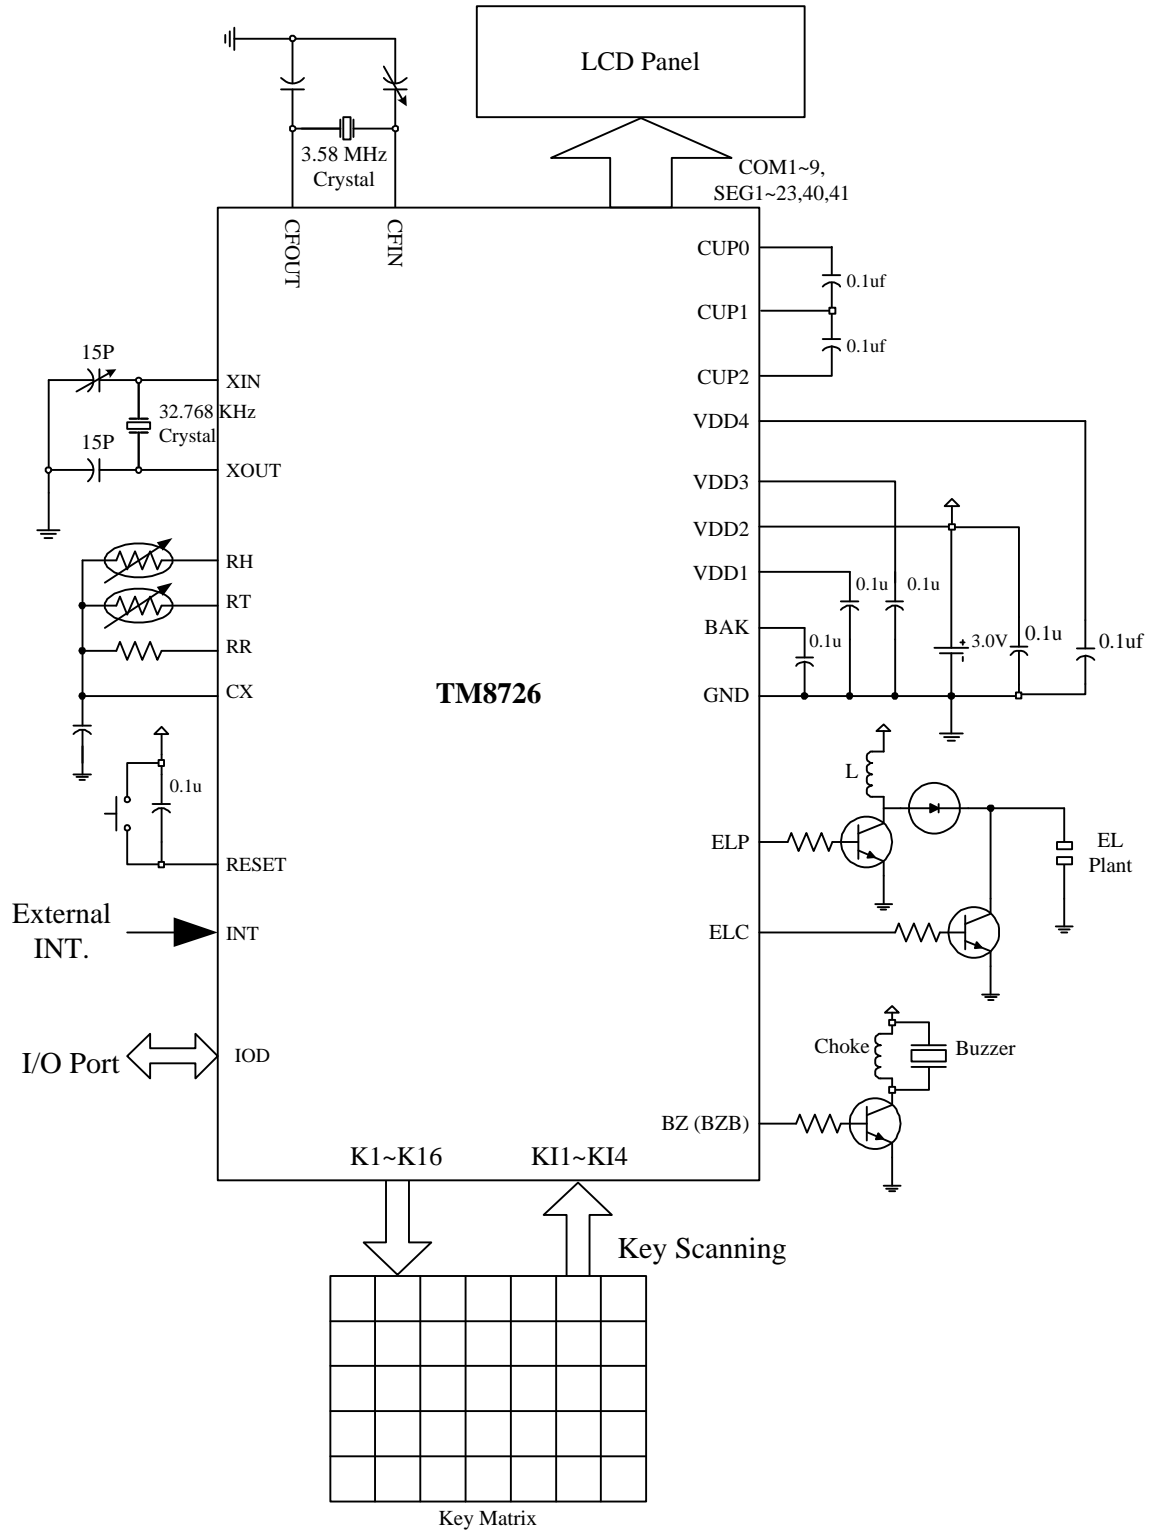 LCD Panel
3.58 MHz
Crystal
COM1~9,
SEG1~23,40,41
CFOUT
CFIN
CUP0
0.1uf
CUP1
0.1uf
CUP2
15P
XIN
32.768 KHz
Crystal
15P
XOUT
VDD4
VDD3
VDD2
VDD1
0.1u
0.1u
BAK
0.1u
3.0V
0.1u
0.1uf
GND
RH
RT
RR
CX
TM8726
0.1u
RESET
L
ELP
EL
Plant
External
INT.
INT
ELC
I/O Port
IOD
Choke
Buzzer
BZ (BZB)
K1~K16
KI1~KI4
Key Scanning
Key Matrix